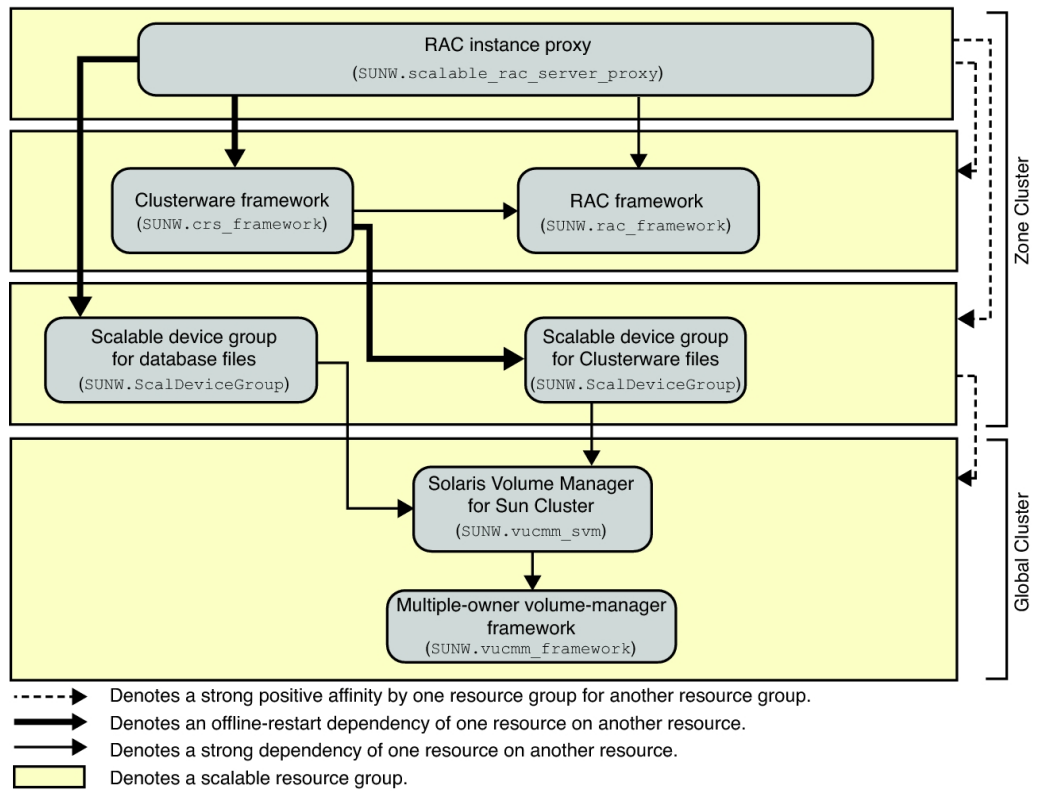 RAC instance proxy
(SUNW.scalable_rac_server_proxy)
Clusterware framework
(SUNW.crs_framework)
RAC framework
(SUNW.rac_framework)
Zone Cluster
Scalable device group
for database files
(SUNW.ScalDeviceGroup)
Scalable device group
for Clusterware files
(SUNW.ScalDeviceGroup)
Solaris Volume Manager
for Sun Cluster
(SUNW.vucmm_svm)
Multiple-owner volume-manager
framework
(SUNW.vucmm_framework)
Global Cluster
Denotes a strong positive affinity by one resource group for another resource group.
Denotes an offline-restart dependency of one resource on another resource.
Denotes a strong dependency of one resource on another resource.
Denotes a scalable resource group.